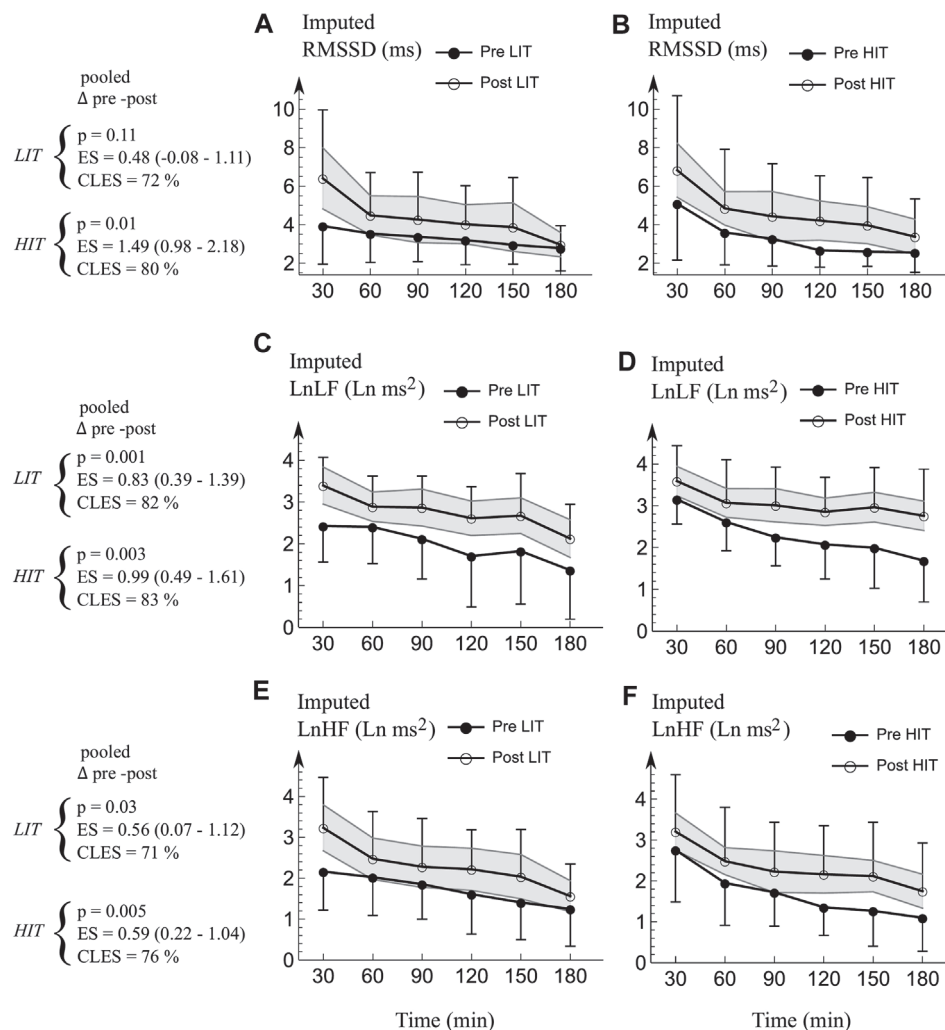 A
Imputed
RMSSD (ms)
Pre LIT
Post LIT
B
Imputed
RMSSD (ms)
Pre HIT
Post HIT
pooled
Δ pre -post
LIT
p = 0.11
ES = 0.48 (-0.08 - 1.11)
CLES = 72 %
HIT
p = 0.01
ES = 1.49 (0.98 - 2.18)
CLES = 80 %
10
8
6
4
2
30 60 90 120 150 180
10
8
6
4
2
30 60 90 120 150 180
C
Imputed
LnLF (Ln ms²)
Pre LIT
Post LIT
D
Imputed
LnLF (Ln ms²)
Pre HIT
Post HIT
pooled
Δ pre -post
LIT
p = 0.001
ES = 0.83 (0.39 - 1.39)
CLES = 82 %
HIT
p = 0.003
ES = 0.99 (0.49 - 1.61)
CLES = 83 %
4
3
2
1
0
30 60 90 120 150 180
4
3
2
1
0
30 60 90 120 150 180
E
Imputed
LnHF (Ln ms²)
Pre LIT
Post LIT
F
Imputed
LnHF (Ln ms²)
Pre HIT
Post HIT
pooled
Δ pre -post
LIT
p = 0.03
ES = 0.56 (0.07 - 1.12)
CLES = 71 %
HIT
p = 0.005
ES = 0.59 (0.22 - 1.04)
CLES = 76 %
4
3
2
1
0
30 60 90 120 150 180
Time (min)
4
3
2
1
0
30 60 90 120 150 180
Time (min)